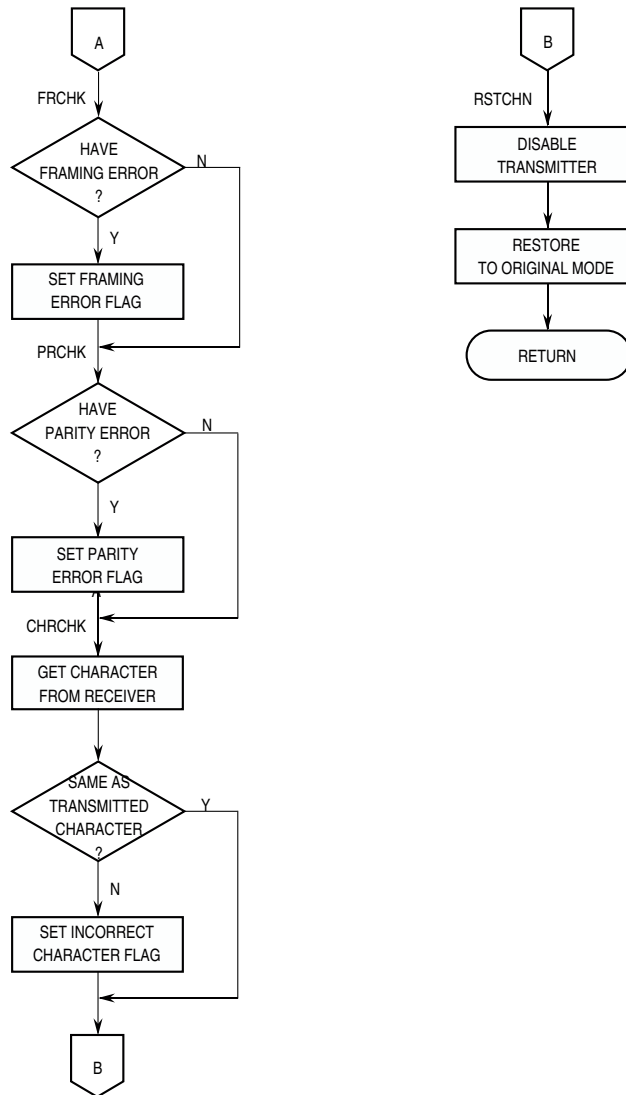 A
FRCHK
HAVE
FRAMING ERROR
?
N
Y
SET FRAMING
ERROR FLAG
PRCHK
HAVE
PARITY ERROR
?
N
Y
SET PARITY
ERROR FLAG
CHRCHK
GET CHARACTER
FROM RECEIVER
SAME AS
TRANSMITTED
CHARACTER
?
Y
N
SET INCORRECT
CHARACTER FLAG
B
B
RSTCHN
DISABLE
TRANSMITTER
RESTORE
TO ORIGINAL MODE
RETURN